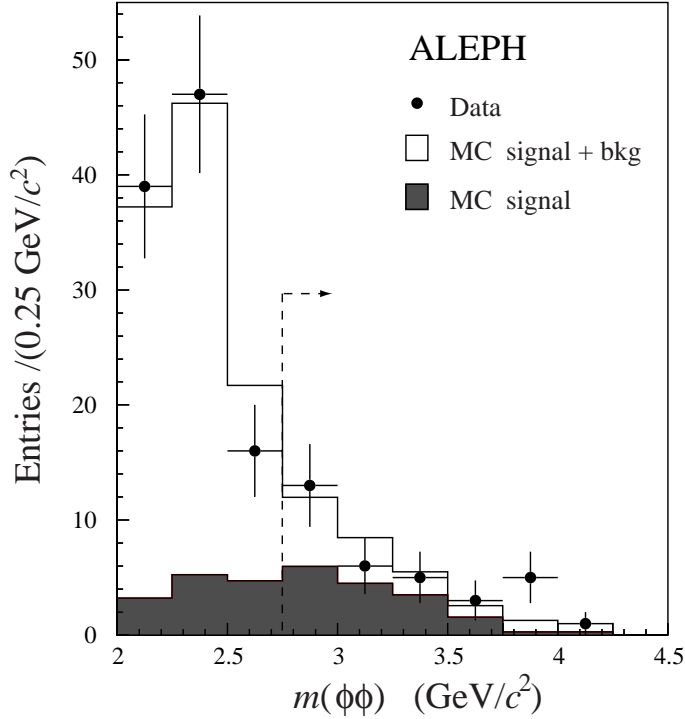 ALEPH
Data
MC signal + bkg
MC signal
Entries /(0.25 GeV/c²)
50
40
30
20
10
0
2 2.5 3 3.5 4 4.5
m(ϕϕ) (GeV/c²)